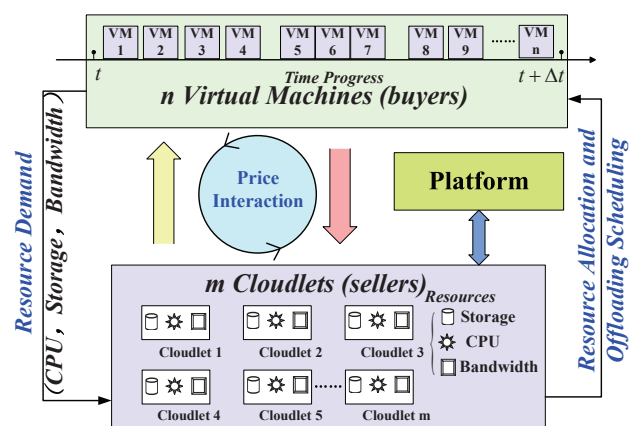 VM 1 VM 2 VM 3 VM 4 VM 5 VM 6 VM 7 VM 8 VM 9 ...... VM n
t Time Progress t + Δt
n Virtual Machines (buyers)
Resource Demand
(CPU, Storage, Bandwidth)
Price
Interaction
Platform
Resource Allocation and
Offloading Scheduling
m Cloudlets (sellers)
Resources
Storage
CPU
Bandwidth
Cloudlet 1 Cloudlet 2 Cloudlet 3
......
Cloudlet 4 Cloudlet 5 Cloudlet m